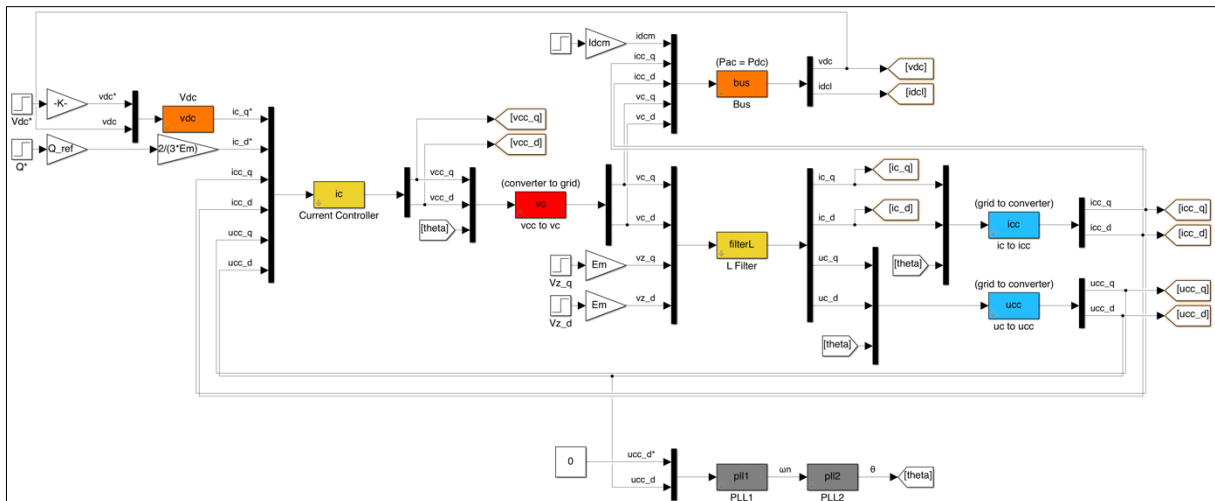 idcm
Idcm
icc_q
(Pac = Pdc)
vdc
[vdc]
icc_d
bus
vc_q
Bus
idcl
[idcl]
vc_d
-K-
vdc*
Vdc
Vdc*
vdc
vdc
ic_q*
[vcc_q]
Q_ref
2/(3*Em)
ic_d*
[vcc_d]
Q*
icc_q
vcc_q
(converter to grid)
vc_q
ic_q
[ic_q]
icc_d
ic
vcc_d
vc
vcc to vc
vc_d
ic_d
[ic_d]
(grid to converter)
icc_q
[icc_q]
Current Controller
[theta]
icc
ic to icc
icc_d
[icc_d]
ucc_q
filterL
L Filter
ucc_d
Em
vz_q
uc_q
[theta]
Vz_q
(grid to converter)
ucc_q
[ucc_q]
Em
vz_d
uc_d
ucc
uc to ucc
ucc_d
[ucc_d]
Vz_d
[theta]
0
ucc_d*
ucc_d
pll1
PLL1
ωn
pll2
PLL2
θ
[theta]